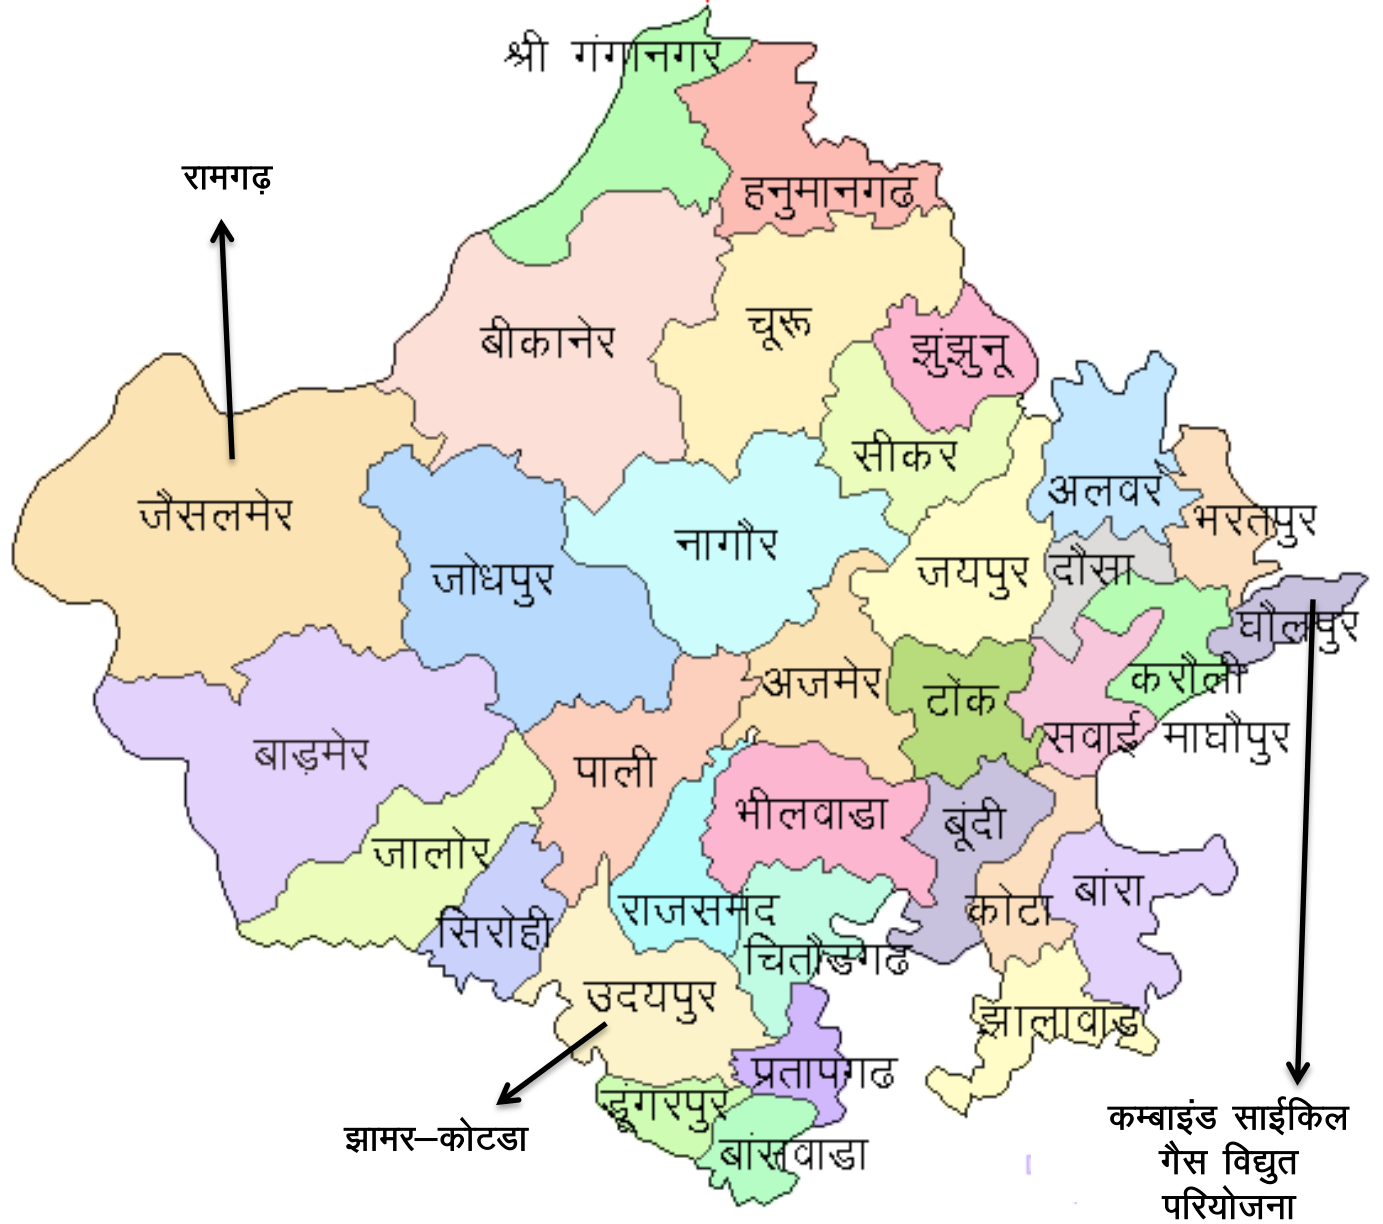 श्री गंगानगर
रामगढ़
हनुमानगढ
बीकानेर
चूरू
झुंझुनू
सीकर
अलवर
जैसलमेर
नागौर
भरतपुर
जोधपुर
जयपुर
दौसा
घौलपुर
अजमेर
टोंक
करौली
बाड़मेर
पाली
सवाई माघौपुर
जालोर
भीलवाडा
बूंदी
बांरा
सिरोही
राजसमंद
कोटा
चितौडगढ
उदयपुर
झालावाड
प्रतापगढ
डूंगरपुर
झामर–कोटडा
बांसवाडा
कम्बाइंड साईकिल
गैस विद्युत
परियोजना